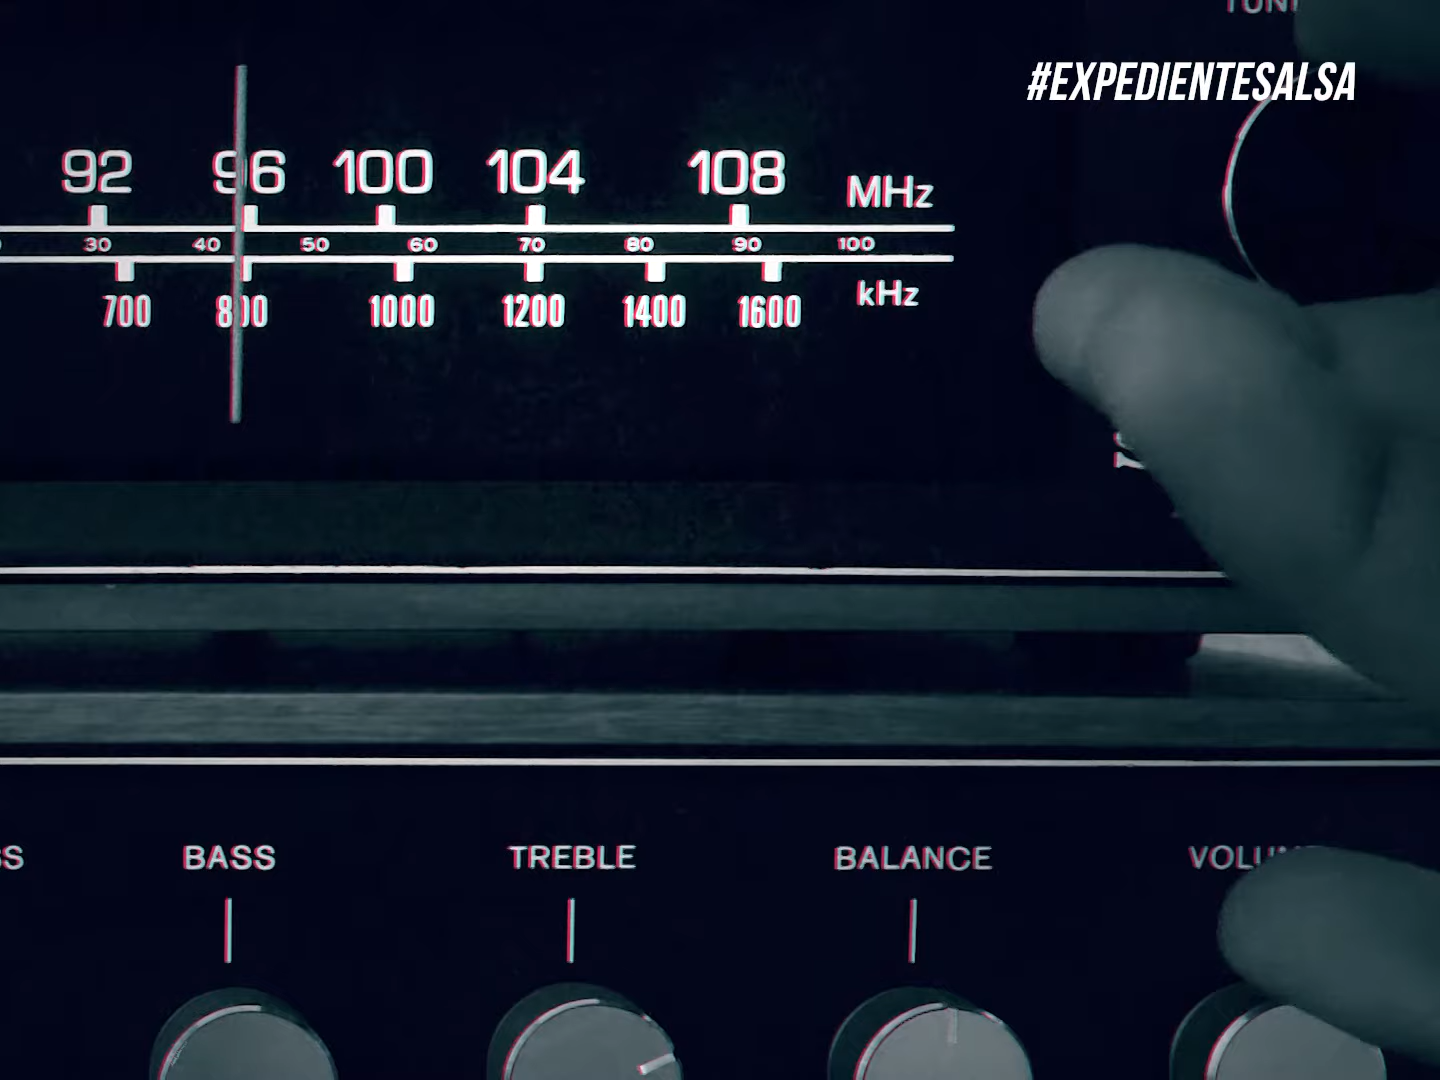 #EXPEDIENTESALSA
92 96 100 104 108 MHz
30 40 50 60 70 80 90 100
700 800 1000 1200 1400 1600 kHz
BASS TREBLE BALANCE